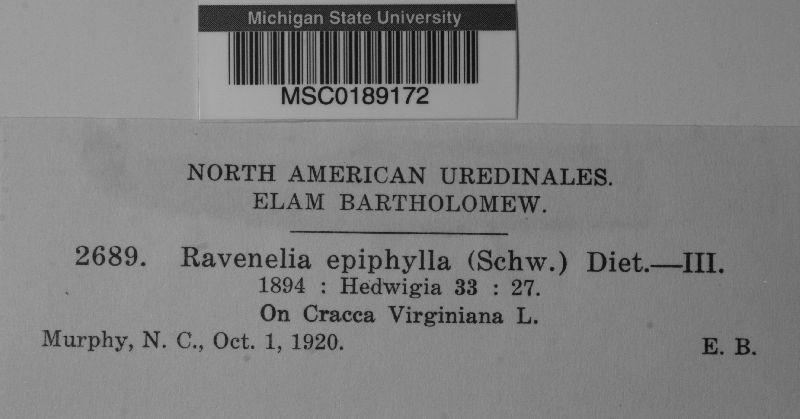 Michigan State University
MSC0189172
NORTH AMERICAN UREDINALES.
ELAM BARTHOLOMEW.
2689. Ravenelia epiphylla (Schw.) Diet.—III.
1894 : Hedwigia 33 : 27.
On Cracca Virginiana L.
Murphy, N. C., Oct. 1, 1920. E. B.